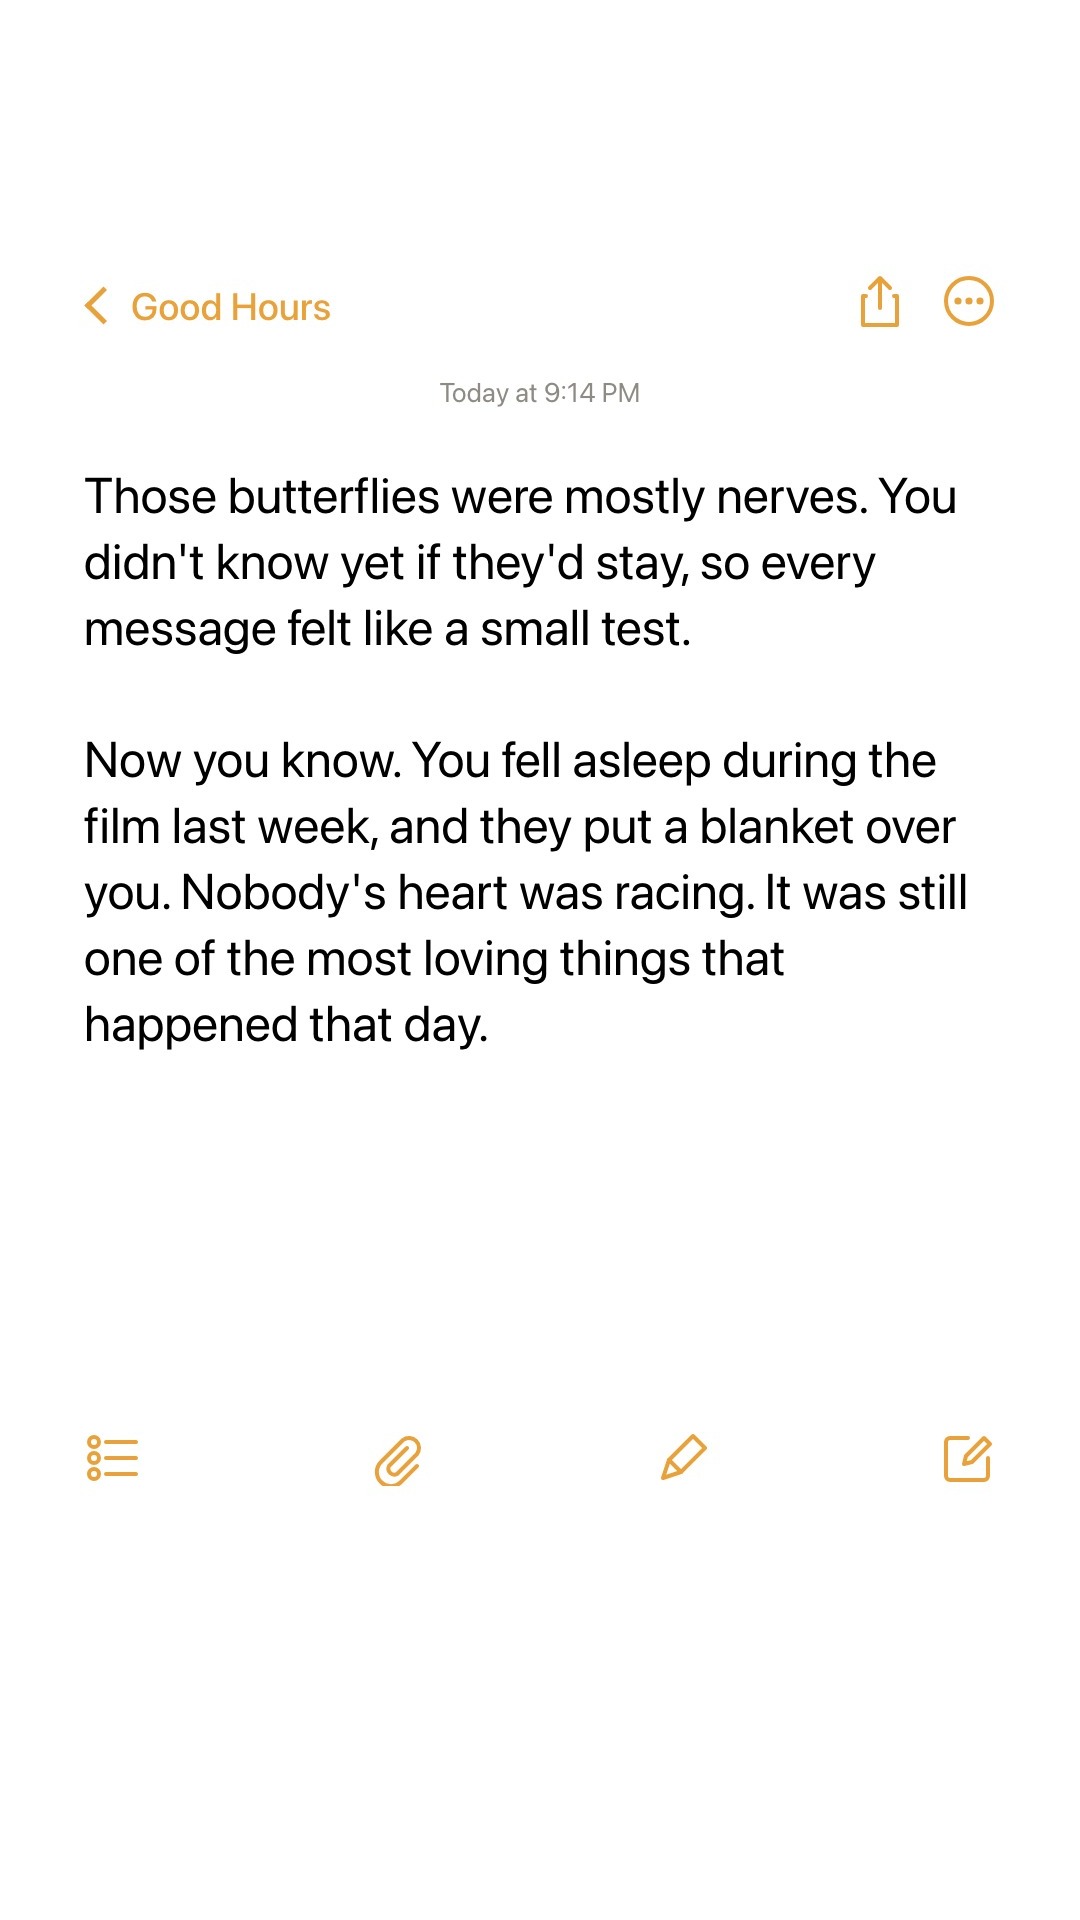 Good Hours
Today at 9:14 PM
Those butterflies were mostly nerves. You
didn't know yet if they'd stay, so every
message felt like a small test.
Now you know. You fell asleep during the
film last week, and they put a blanket over
you. Nobody's heart was racing. It was still
one of the most loving things that
happened that day.